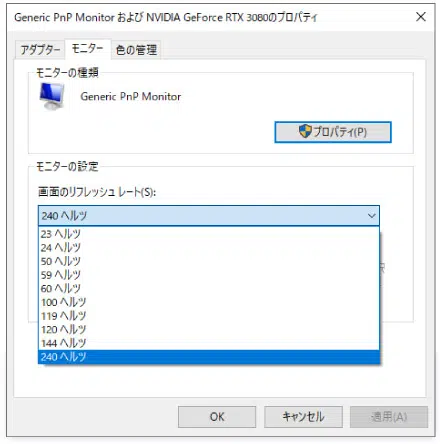 Generic PnP Monitor および NVIDIA GeForce RTX 3080のプロパティ
アダプター モニター 色の管理
モニターの種類
Generic PnP Monitor
プロパティ(P)
モニターの設定
画面のリフレッシュ レート(S):
240 ヘルツ
23 ヘルツ
24 ヘルツ
50 ヘルツ
59 ヘルツ
60 ヘルツ
100 ヘルツ
119 ヘルツ
120 ヘルツ
144 ヘルツ
240 ヘルツ
OK キャンセル 適用(A)